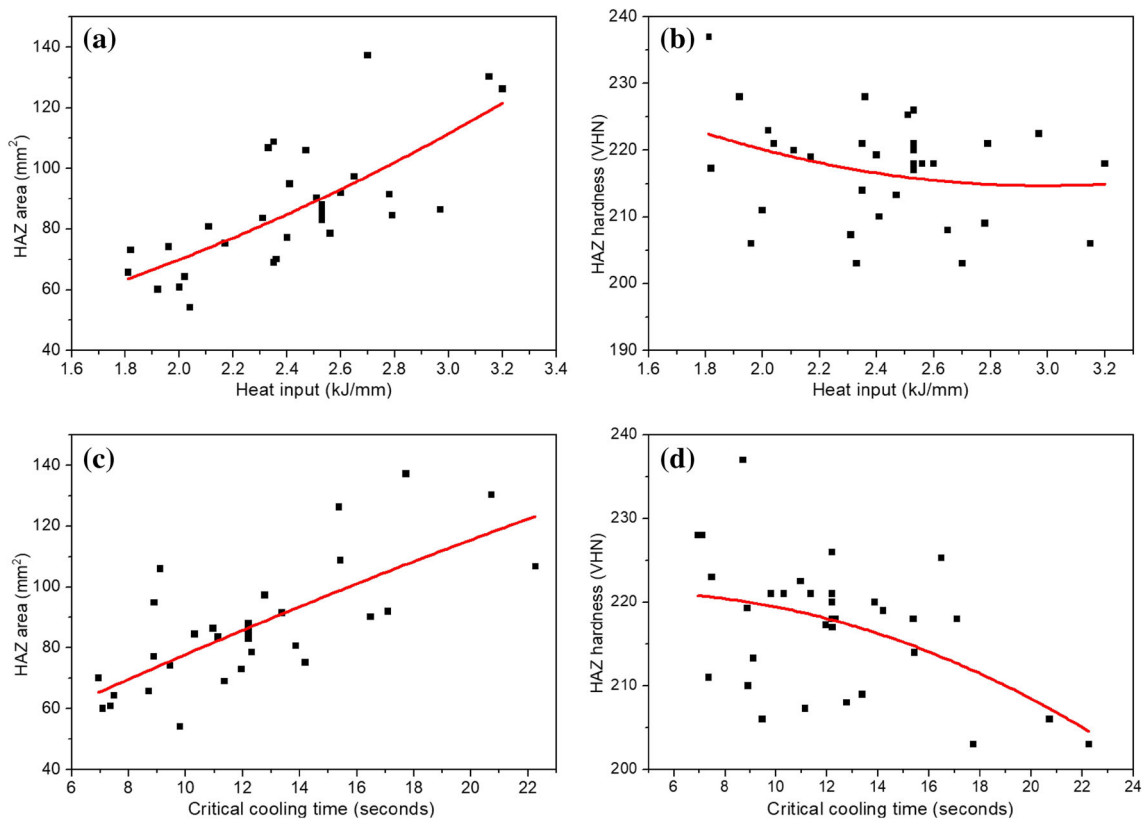 (a)
HAZ area (mm²)
140
120
100
80
60
40
1.6 1.8 2.0 2.2 2.4 2.6 2.8 3.0 3.2 3.4
Heat input (kJ/mm)
(b)
HAZ hardness (VHN)
240
230
220
210
200
190
1.6 1.8 2.0 2.2 2.4 2.6 2.8 3.0 3.2
Heat input (kJ/mm)
(c)
HAZ area (mm²)
140
120
100
80
60
40
6 8 10 12 14 16 18 20 22
Critical cooling time (seconds)
(d)
HAZ hardness (VHN)
240
230
220
210
200
6 8 10 12 14 16 18 20 22 24
Critical cooling time (seconds)